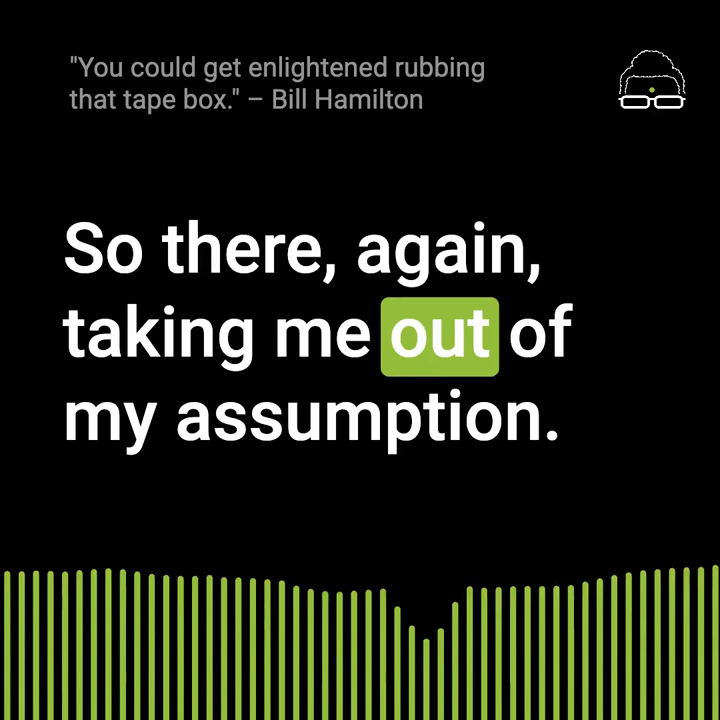 "You could get enlightened rubbing
that tape box." – Bill Hamilton
So there, again,
taking me out of
my assumption.